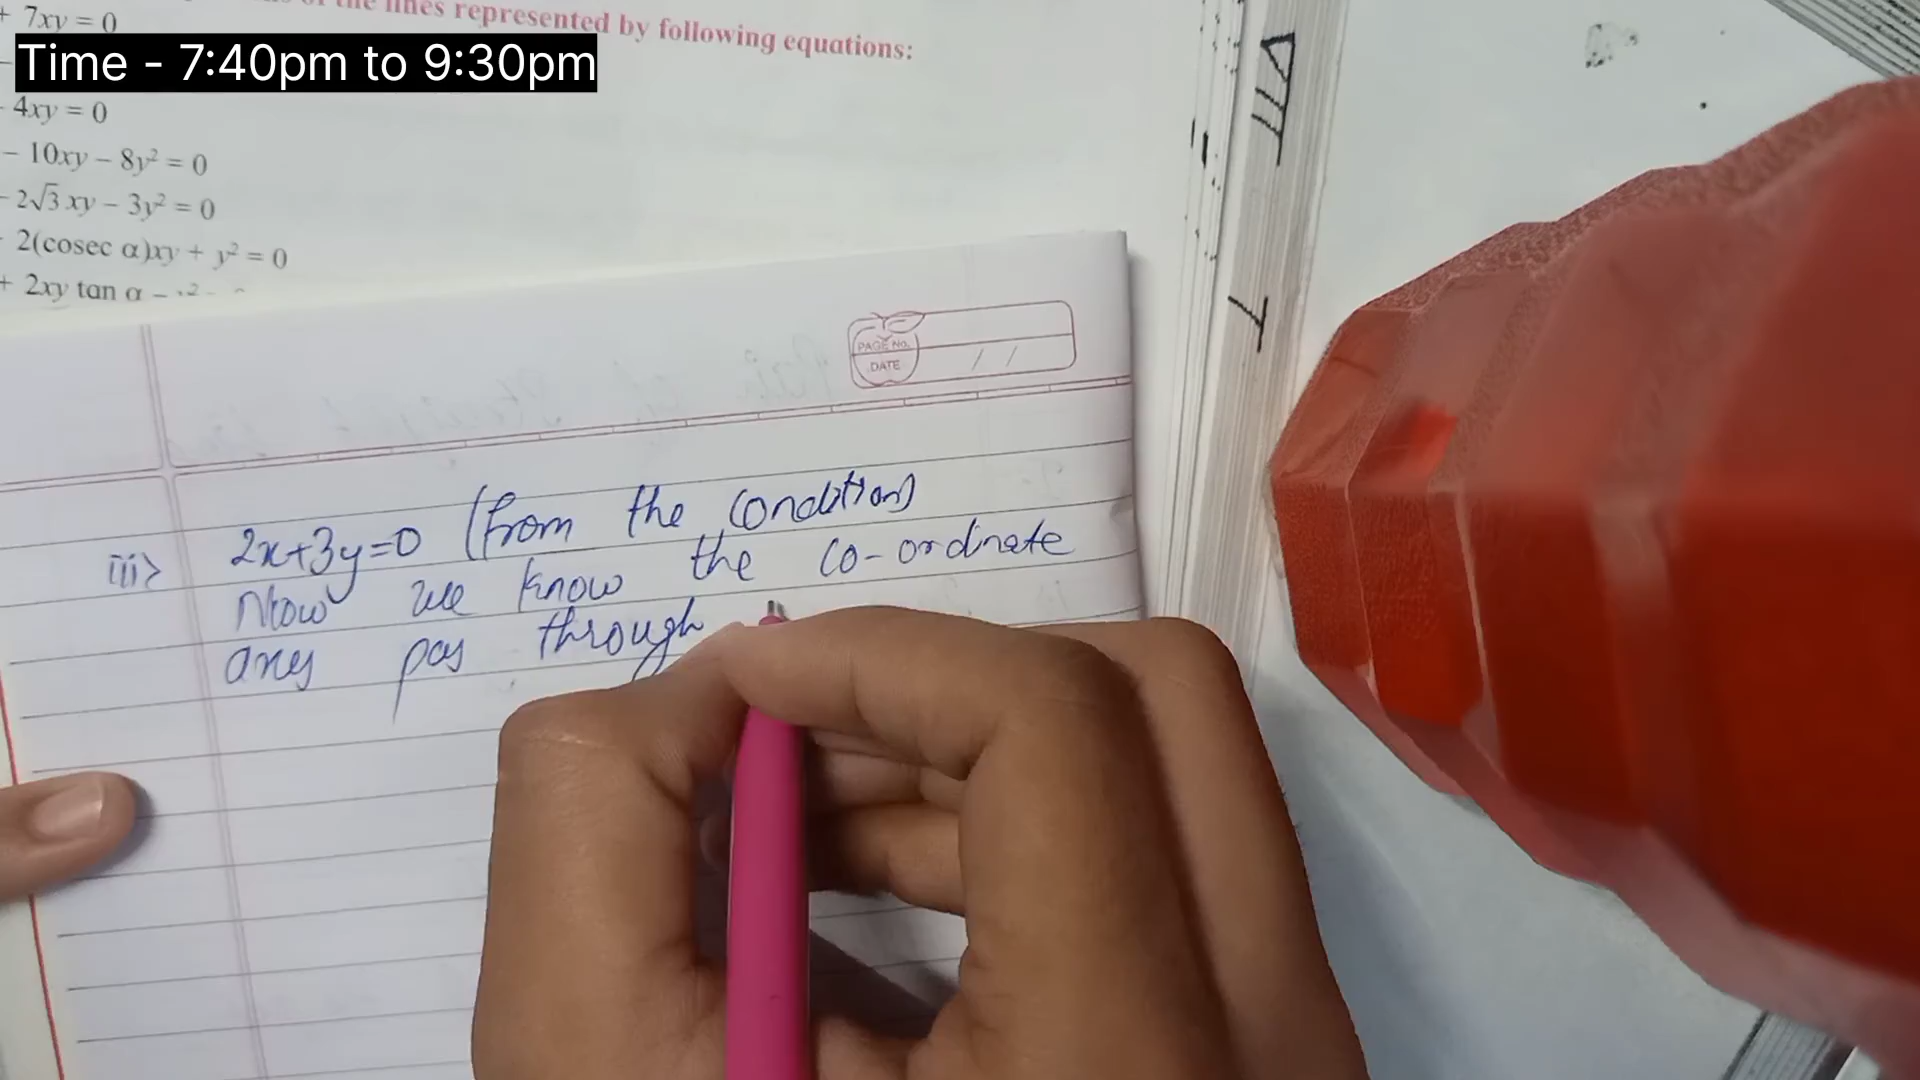 + 7xy = 0
the lines represented by following equations:
Time - 7:40pm to 9:30pm
- 4xy = 0
– 10xy – 8y² = 0
- 2√3 xy – 3y² = 0
2(cosec α)xy + y² = 0
+ 2xy tan α –
PAGE No.
DATE / /
iii> 2x+3y=0 (from the condition)
Now we know the co-ordinate
axes pas through